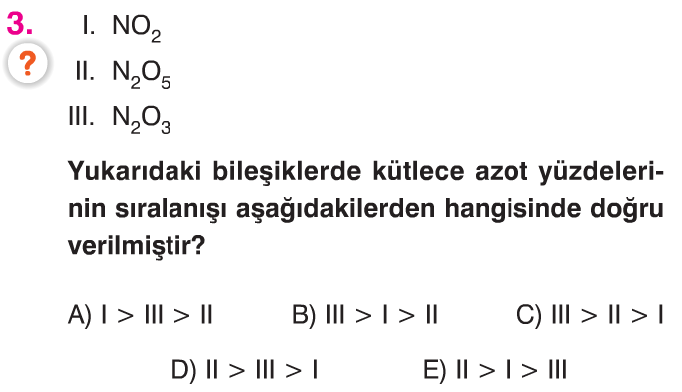 3. I. NO₂
? II. N₂O₅
III. N₂O₃
Yukarıdaki bileşiklerde kütlece azot yüzdeleri-
nin sıralanışı aşağıdakilerden hangisinde doğru
verilmiştir?
A) I > III > II B) III > I > II C) III > II > I
D) II > III > I E) II > I > III